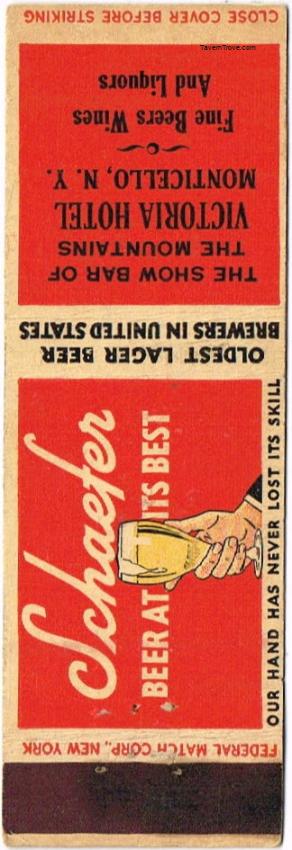 TavernTrove.com
CLOSE COVER BEFORE STRIKING
THE SHOW BAR OF
THE MOUNTAINS
VICTORIA HOTEL
MONTICELLO, N. Y.
Fine Beers Wines
And Liquors
OLDEST LAGER BEER
BREWERS IN UNITED STATES
Schaefer
BEER AT ITS BEST
OUR HAND HAS NEVER LOST ITS SKILL
FEDERAL MATCH CORP., NEW YORK